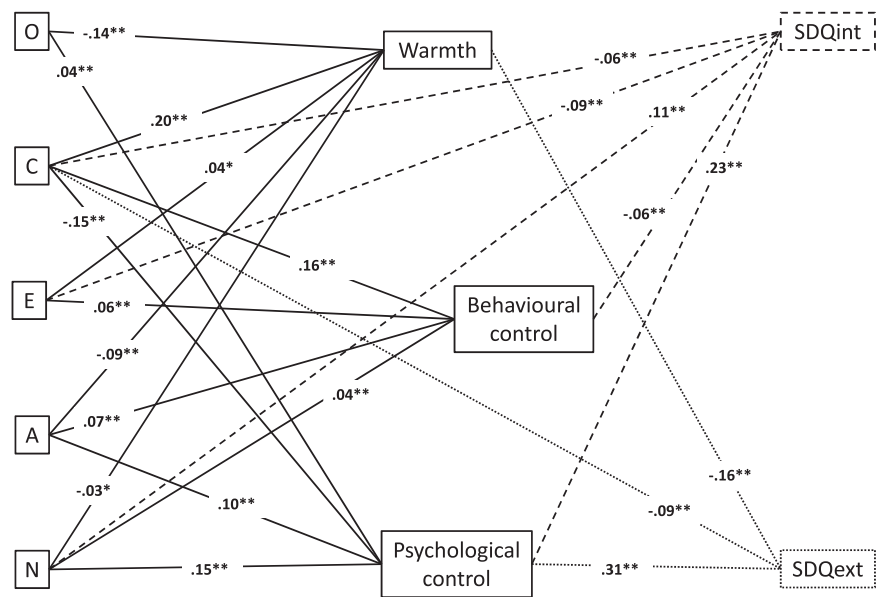 O
-.14**
Warmth
SDQint
-.06**
.04**
-.09**
.11**
.20**
C
.04*
.23**
-.15**
-.06**
.16**
E
.06**
Behavioural
control
-.09**
.04**
.07**
A
-.16**
-.03*
.10**
-.09**
Psychological
control
N
.15**
.31**
SDQext